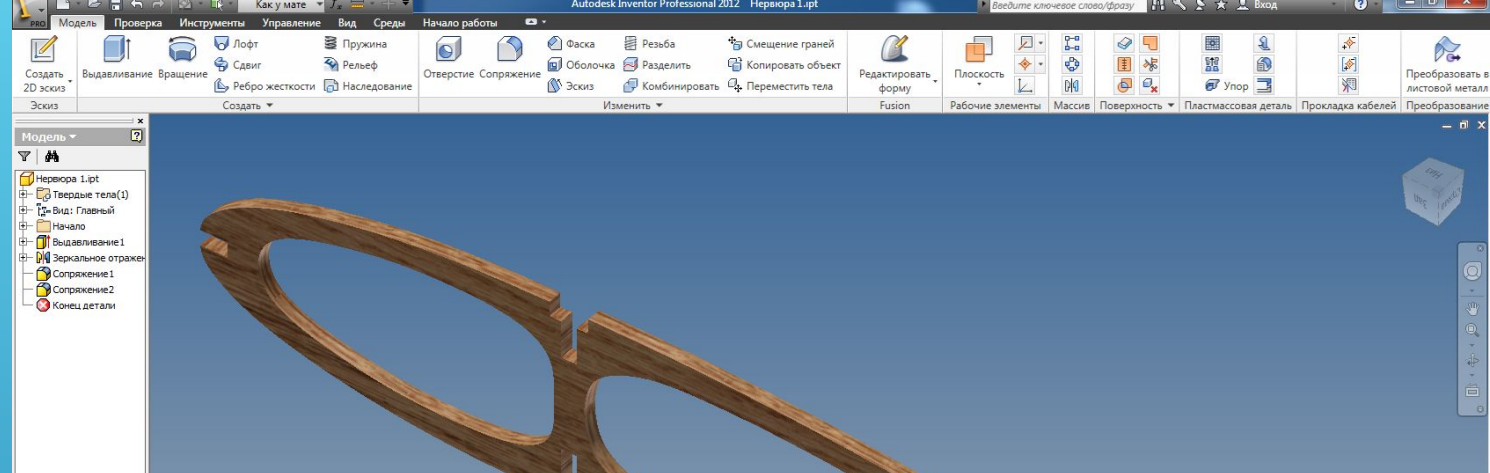 Как у мате
Autodesk Inventor Professional 2012 Нервюра 1.ipt
Введите ключевое слово/фразу
Вход
PRO Модель Проверка Инструменты Управление Вид Среды Начало работы
Создать
2D эскиз
Выдавливание Вращение
Лофт
Сдвиг
Ребро жесткости
Пружина
Рельеф
Наследование
Отверстие Сопряжение
Фаска
Оболочка
Эскиз
Резьба
Разделить
Комбинировать
Смещение граней
Копировать объект
Переместить тела
Редактировать
форму
Плоскость
Упор
Преобразовать в
листовой металл
Эскиз Создать Изменить Fusion Рабочие элементы Массив Поверхность Пластмассовая деталь Прокладка кабелей Преобразование
Модель
Нервюра 1.ipt
Твердые тела(1)
Вид: Главный
Начало
Выдавливание1
Зеркальное отражен
Сопряжение1
Сопряжение2
Конец детали